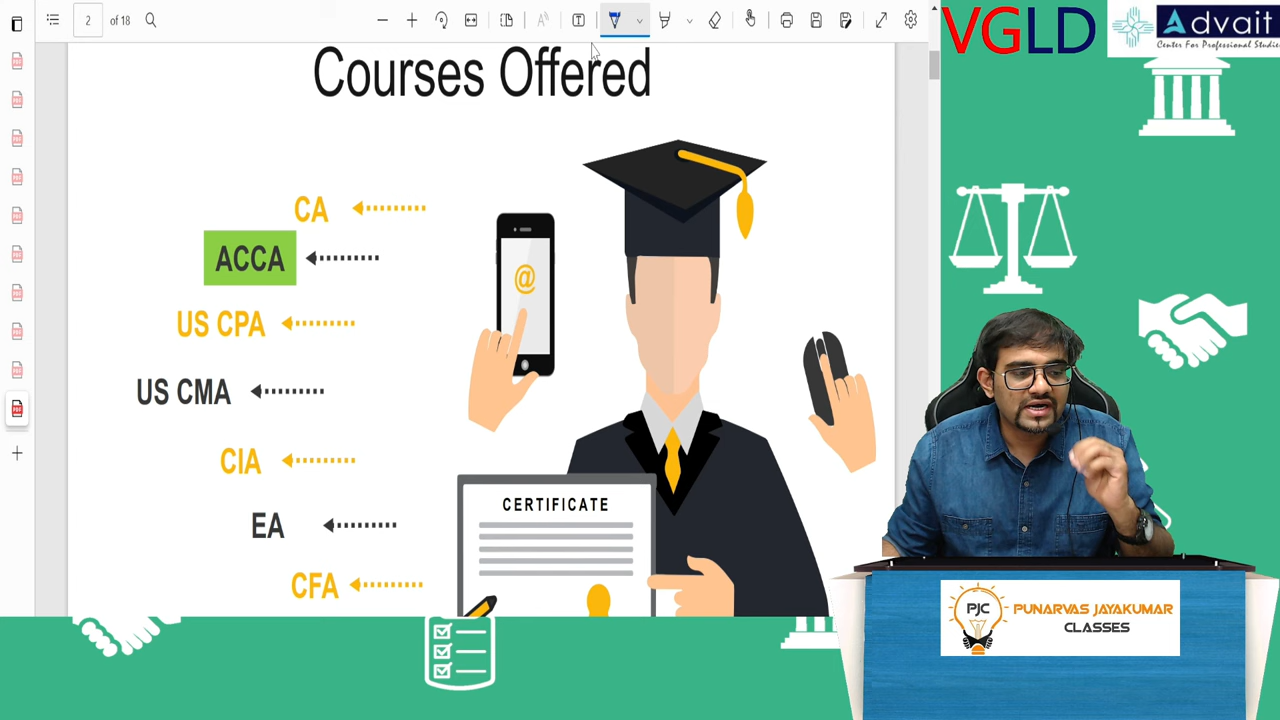 2 of 18
VGLD
Advait
Center For Professional Studies
Courses Offered
CA
ACCA
US CPA
US CMA
CIA
EA
CFA
@
CERTIFICATE
PJC
PUNARVAS JAYAKUMAR
CLASSES